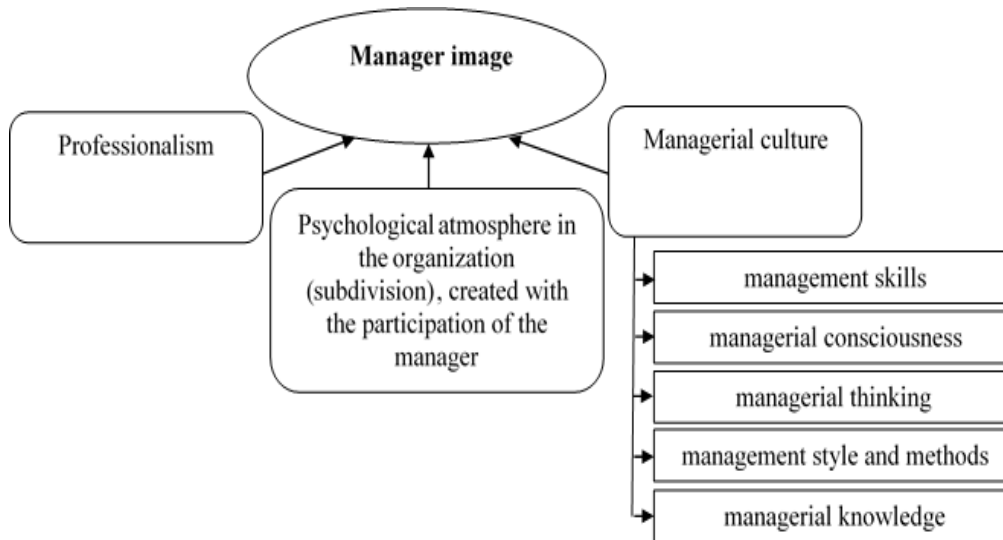 Manager image
Professionalism
Managerial culture
Psychological atmosphere in
the organization
(subdivision), created with
the participation of the
manager
management skills
managerial consciousness
managerial thinking
management style and methods
managerial knowledge